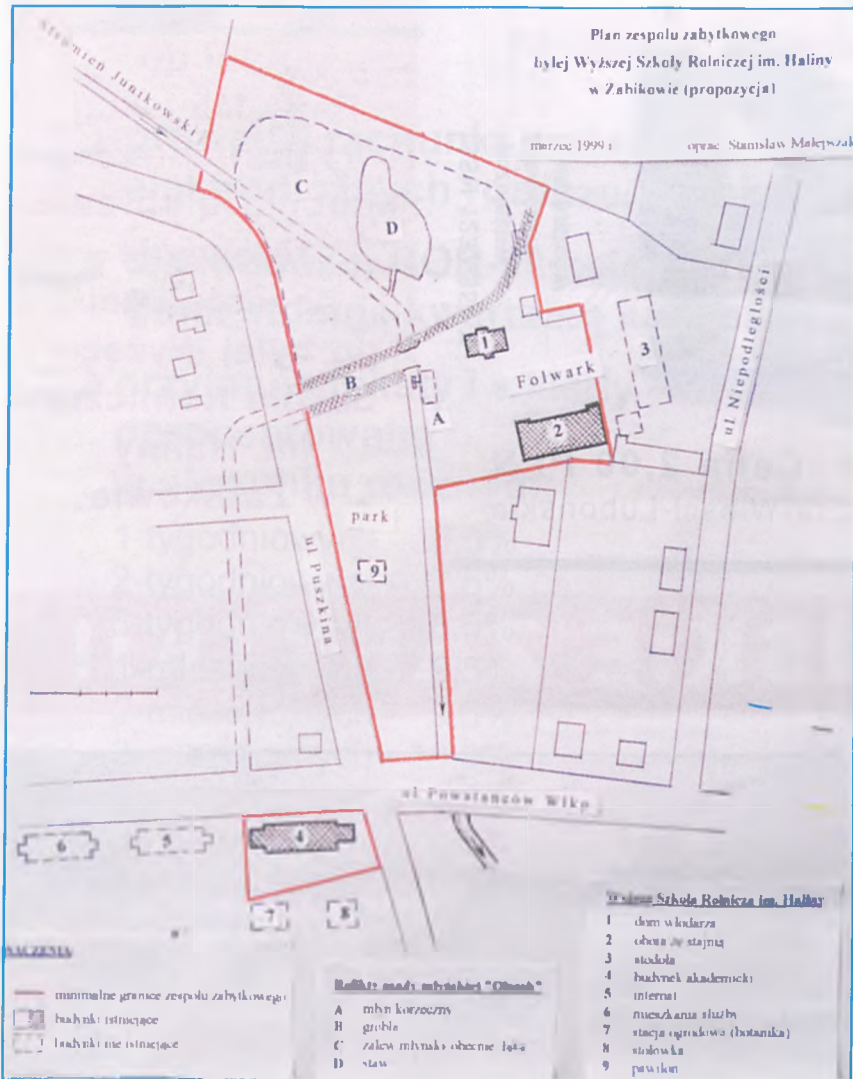 Plan zespołu zabytkowego
byłej Wyższej Szkoły Rolniczej im. Haliny
w Żabikowie (propozycja)
marzec 1999 r oprac. Stanisław Malepszak
Strumień Junikowski
C
D
ul Niepodległości
1
3
Folwark
B
A
2
park
9
ul Puszkina
ul Powstańców Wlkp
4
6
5
7
8
minimalne granice zespołu zabytkowego
budynki istniejące
budynki nie istniejące
Relikty osady młyńskiej
A młyn korzeczny
B grobla
C zalew młyński obecnie łąka
D staw
Szkoła Rolnicza im. Haliny
1 dom włodarza
2 obora ze stajnią
3 stodoła
4 budynek akademicki
5 internat
6 mieszkania służby
7 stacja ogrodowa (botanika)
8 stołówka
9 pawilon